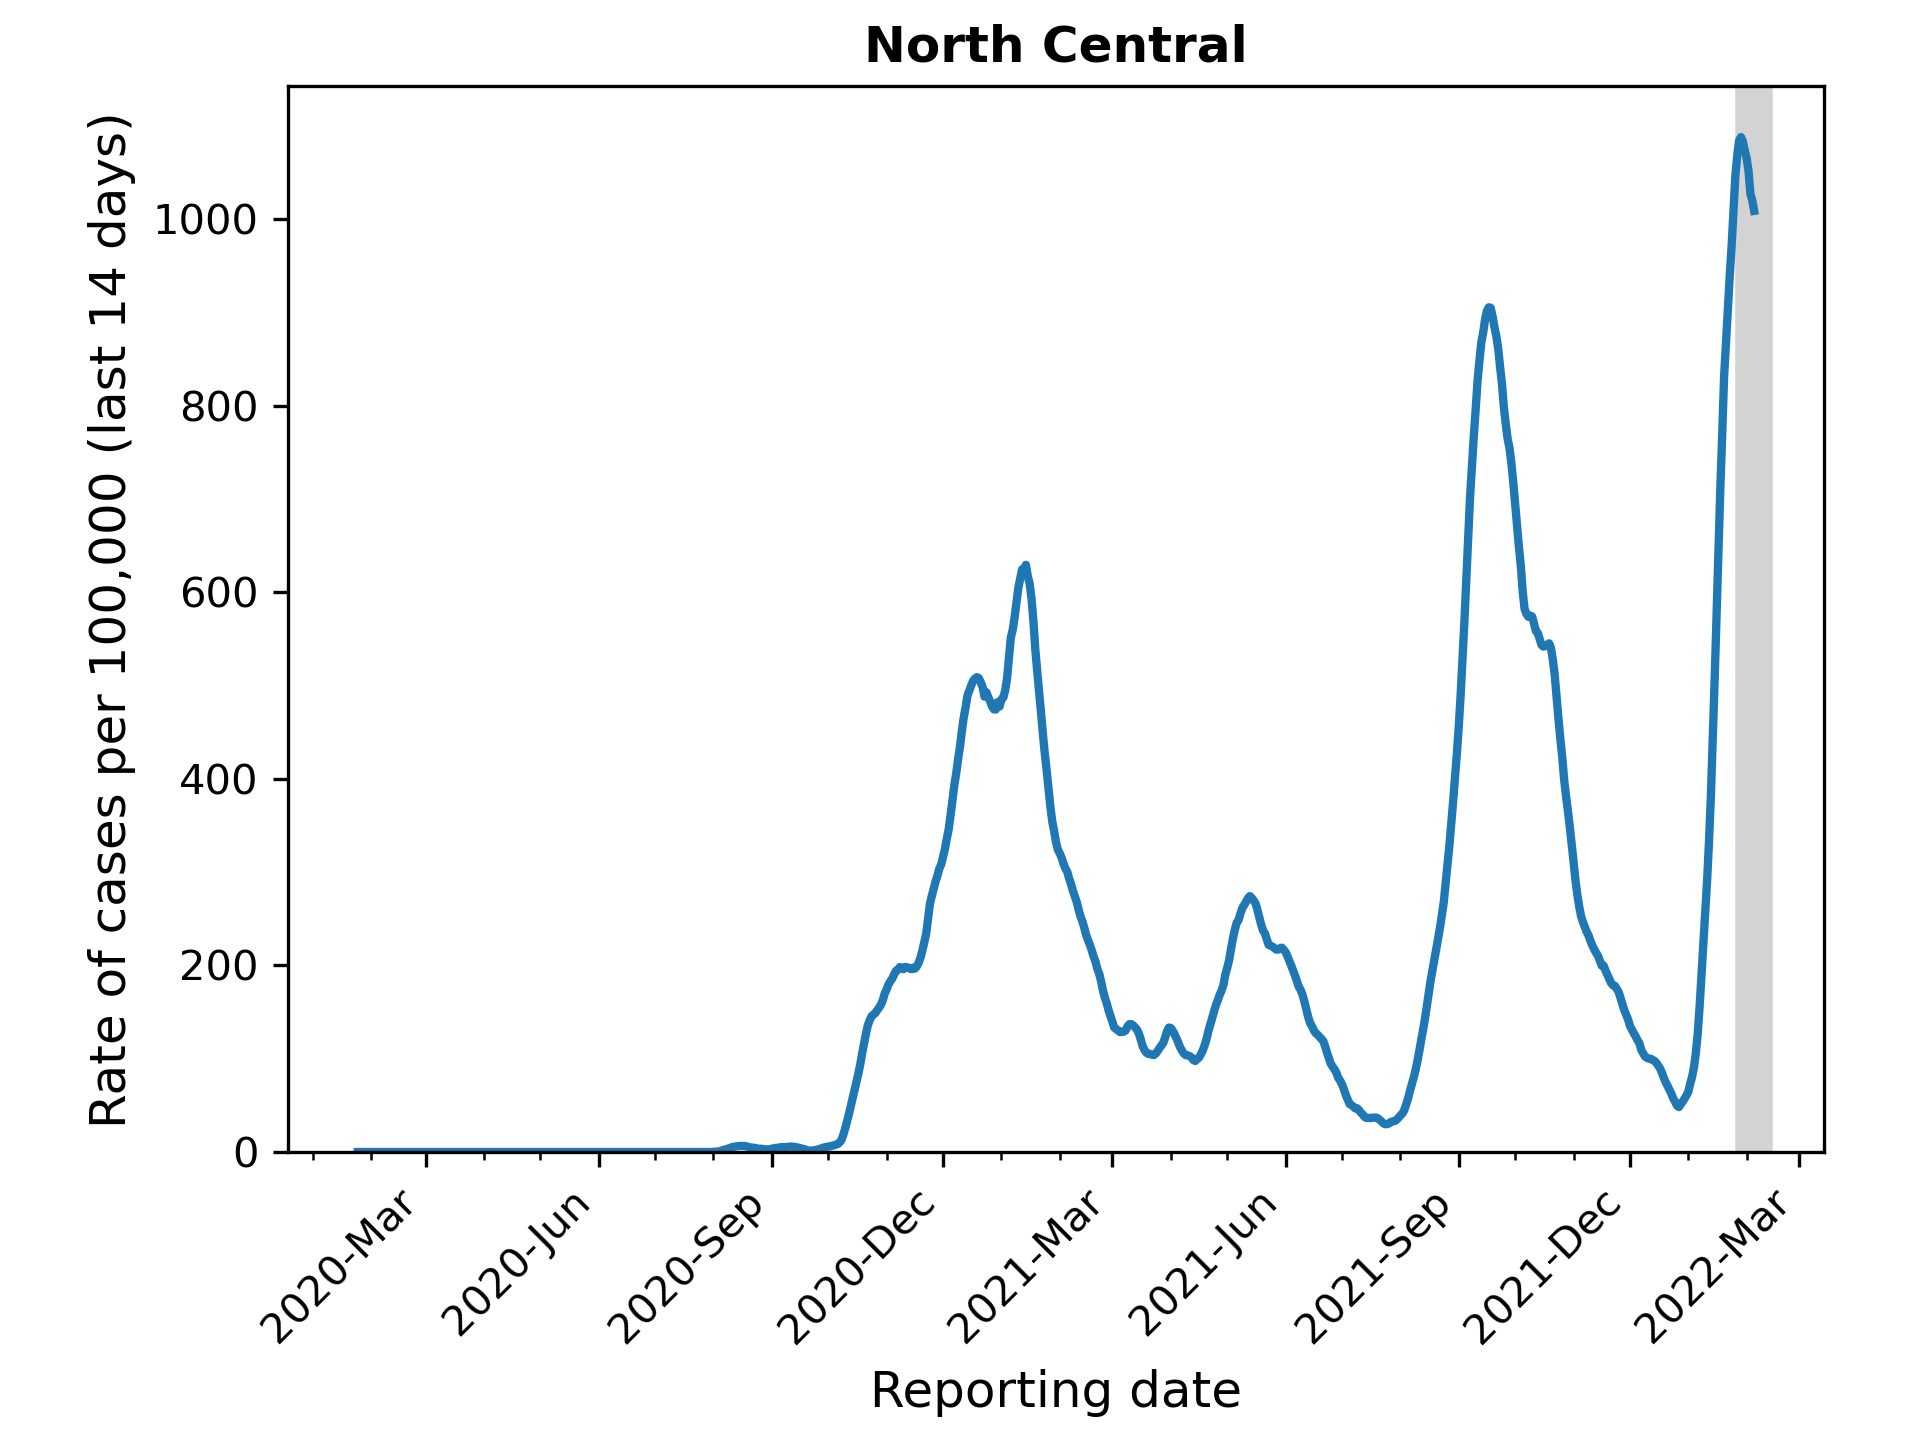 North Central
Rate of cases per 100,000 (last 14 days)
1000
800
600
400
200
0
2020-Mar
2020-Jun
2020-Sep
2020-Dec
2021-Mar
2021-Jun
2021-Sep
2021-Dec
2022-Mar
Reporting date